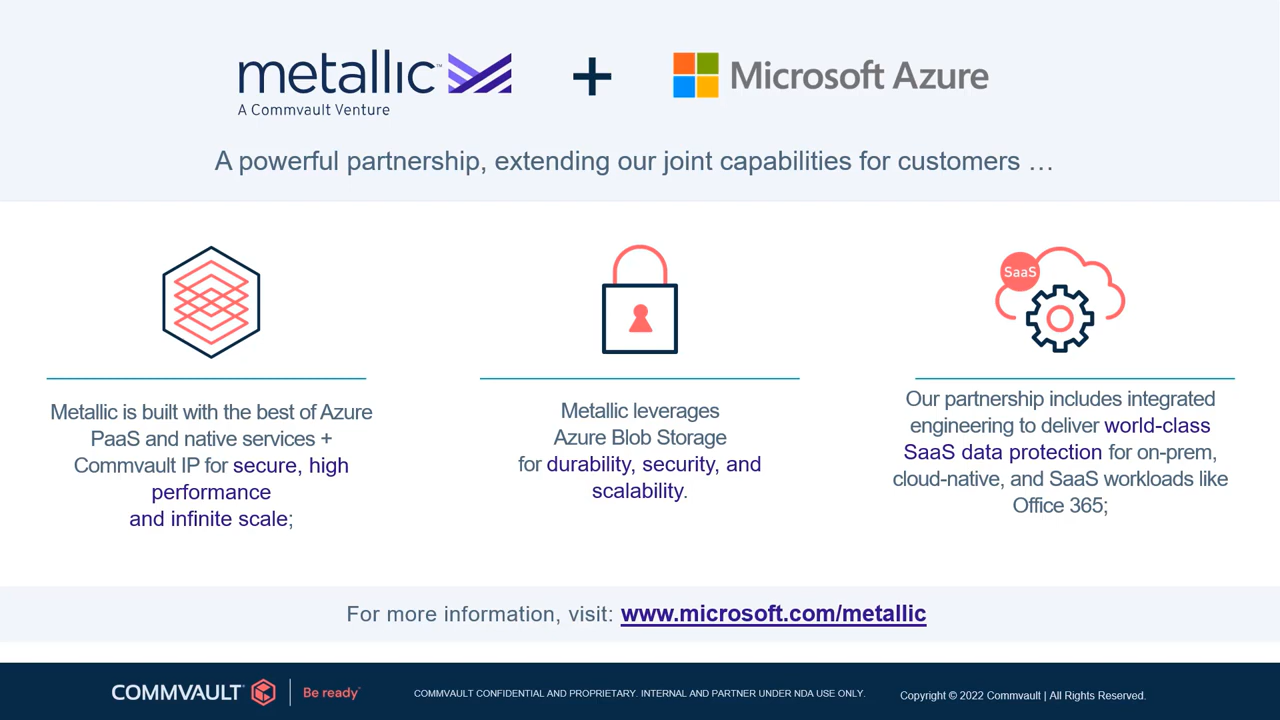 metallic™
A Commvault Venture
+
Microsoft Azure
A powerful partnership, extending our joint capabilities for customers …
Metallic is built with the best of Azure
PaaS and native services +
Commvault IP for secure, high
performance
and infinite scale;
Metallic leverages
Azure Blob Storage
for durability, security, and
scalability.
SaaS
Our partnership includes integrated
engineering to deliver world-class
SaaS data protection for on-prem,
cloud-native, and SaaS workloads like
Office 365;
For more information, visit: www.microsoft.com/metallic
COMMVAULT
Be ready
COMMVAULT CONFIDENTIAL AND PROPRIETARY. INTERNAL AND PARTNER UNDER NDA USE ONLY.
Copyright © 2022 Commvault | All Rights Reserved.